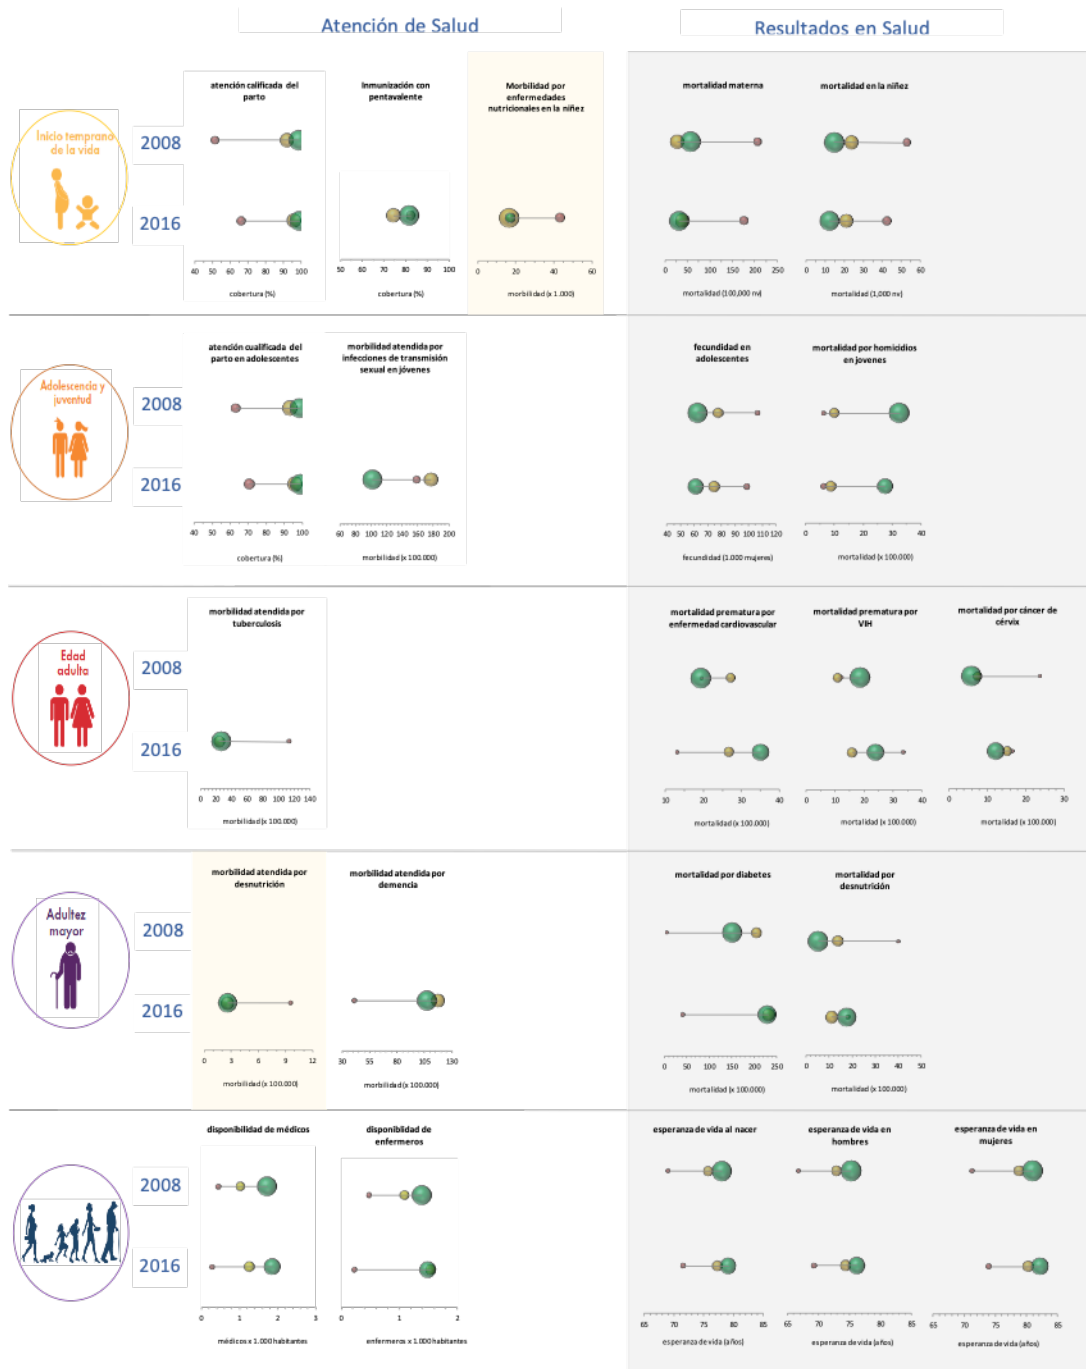 Atención de Salud
Resultados en Salud
Inicio temprano
de la vida
2008
2016
atención calificada del
parto
40 50 60 70 80 90 100
cobertura (%)
Inmunización con
pentavalente
50 60 70 80 90 100
cobertura (%)
Morbilidad por
enfermedades
nutricionales en la niñez
0 20 40 60
morbilidad (x 1.000)
mortalidad materna
0 50 100 150 200 250
mortalidad (100,000 nv)
mortalidad en la niñez
0 10 20 30 40 50 60
mortalidad (1,000 nv)
Adolescencia y
juventud
2008
2016
atención cualificada del
parto en adolescentes
40 50 60 70 80 90 100
cobertura (%)
morbilidad atendida por
infecciones de transmisión
sexual en jóvenes
60 80 100 120 140 160 180 200
morbilidad (x 100.000)
fecundidad en
adolescentes
40 50 60 70 80 90 100 110 120
fecundidad (1.000 mujeres)
mortalidad por homicidios
en jovenes
0 10 20 30 40
mortalidad (x 100.000)
Edad
adulta
2008
2016
morbilidad atendida por
tuberculosis
0 20 40 60 80 100 120 140
morbilidad (x 100.000)
mortalidad prematura por
enfermedad cardiovascular
10 20 30 40
mortalidad (x 100.000)
mortalidad prematura por
VIH
0 10 20 30 40
mortalidad (x 100.000)
mortalidad por cáncer de
cérvix
0 10 20 30
mortalidad (x 100.000)
Adultez
mayor
2008
2016
morbilidad atendida por
desnutrición
0 3 6 9 12
morbilidad (x 100.000)
morbilidad atendida por
demencia
30 55 80 105 130
morbilidad (x 100.000)
mortalidad por diabetes
0 50 100 150 200 250
mortalidad (x 100.000)
mortalidad por
desnutrición
0 10 20 30 40 50
mortalidad (x 100.000)
2008
2016
disponibilidad de médicos
0 1 2 3
médicos x 1.000 habitantes
disponiblidad de
enfermeros
0 1 2
enfermeros x 1.000 habitantes
esperanza de vida al nacer
65 70 75 80 85
esperanza de vida (años)
esperanza de vida en
hombres
65 70 75 80 85
esperanza de vida (años)
esperanza de vida en
mujeres
65 70 75 80 85
esperanza de vida (años)